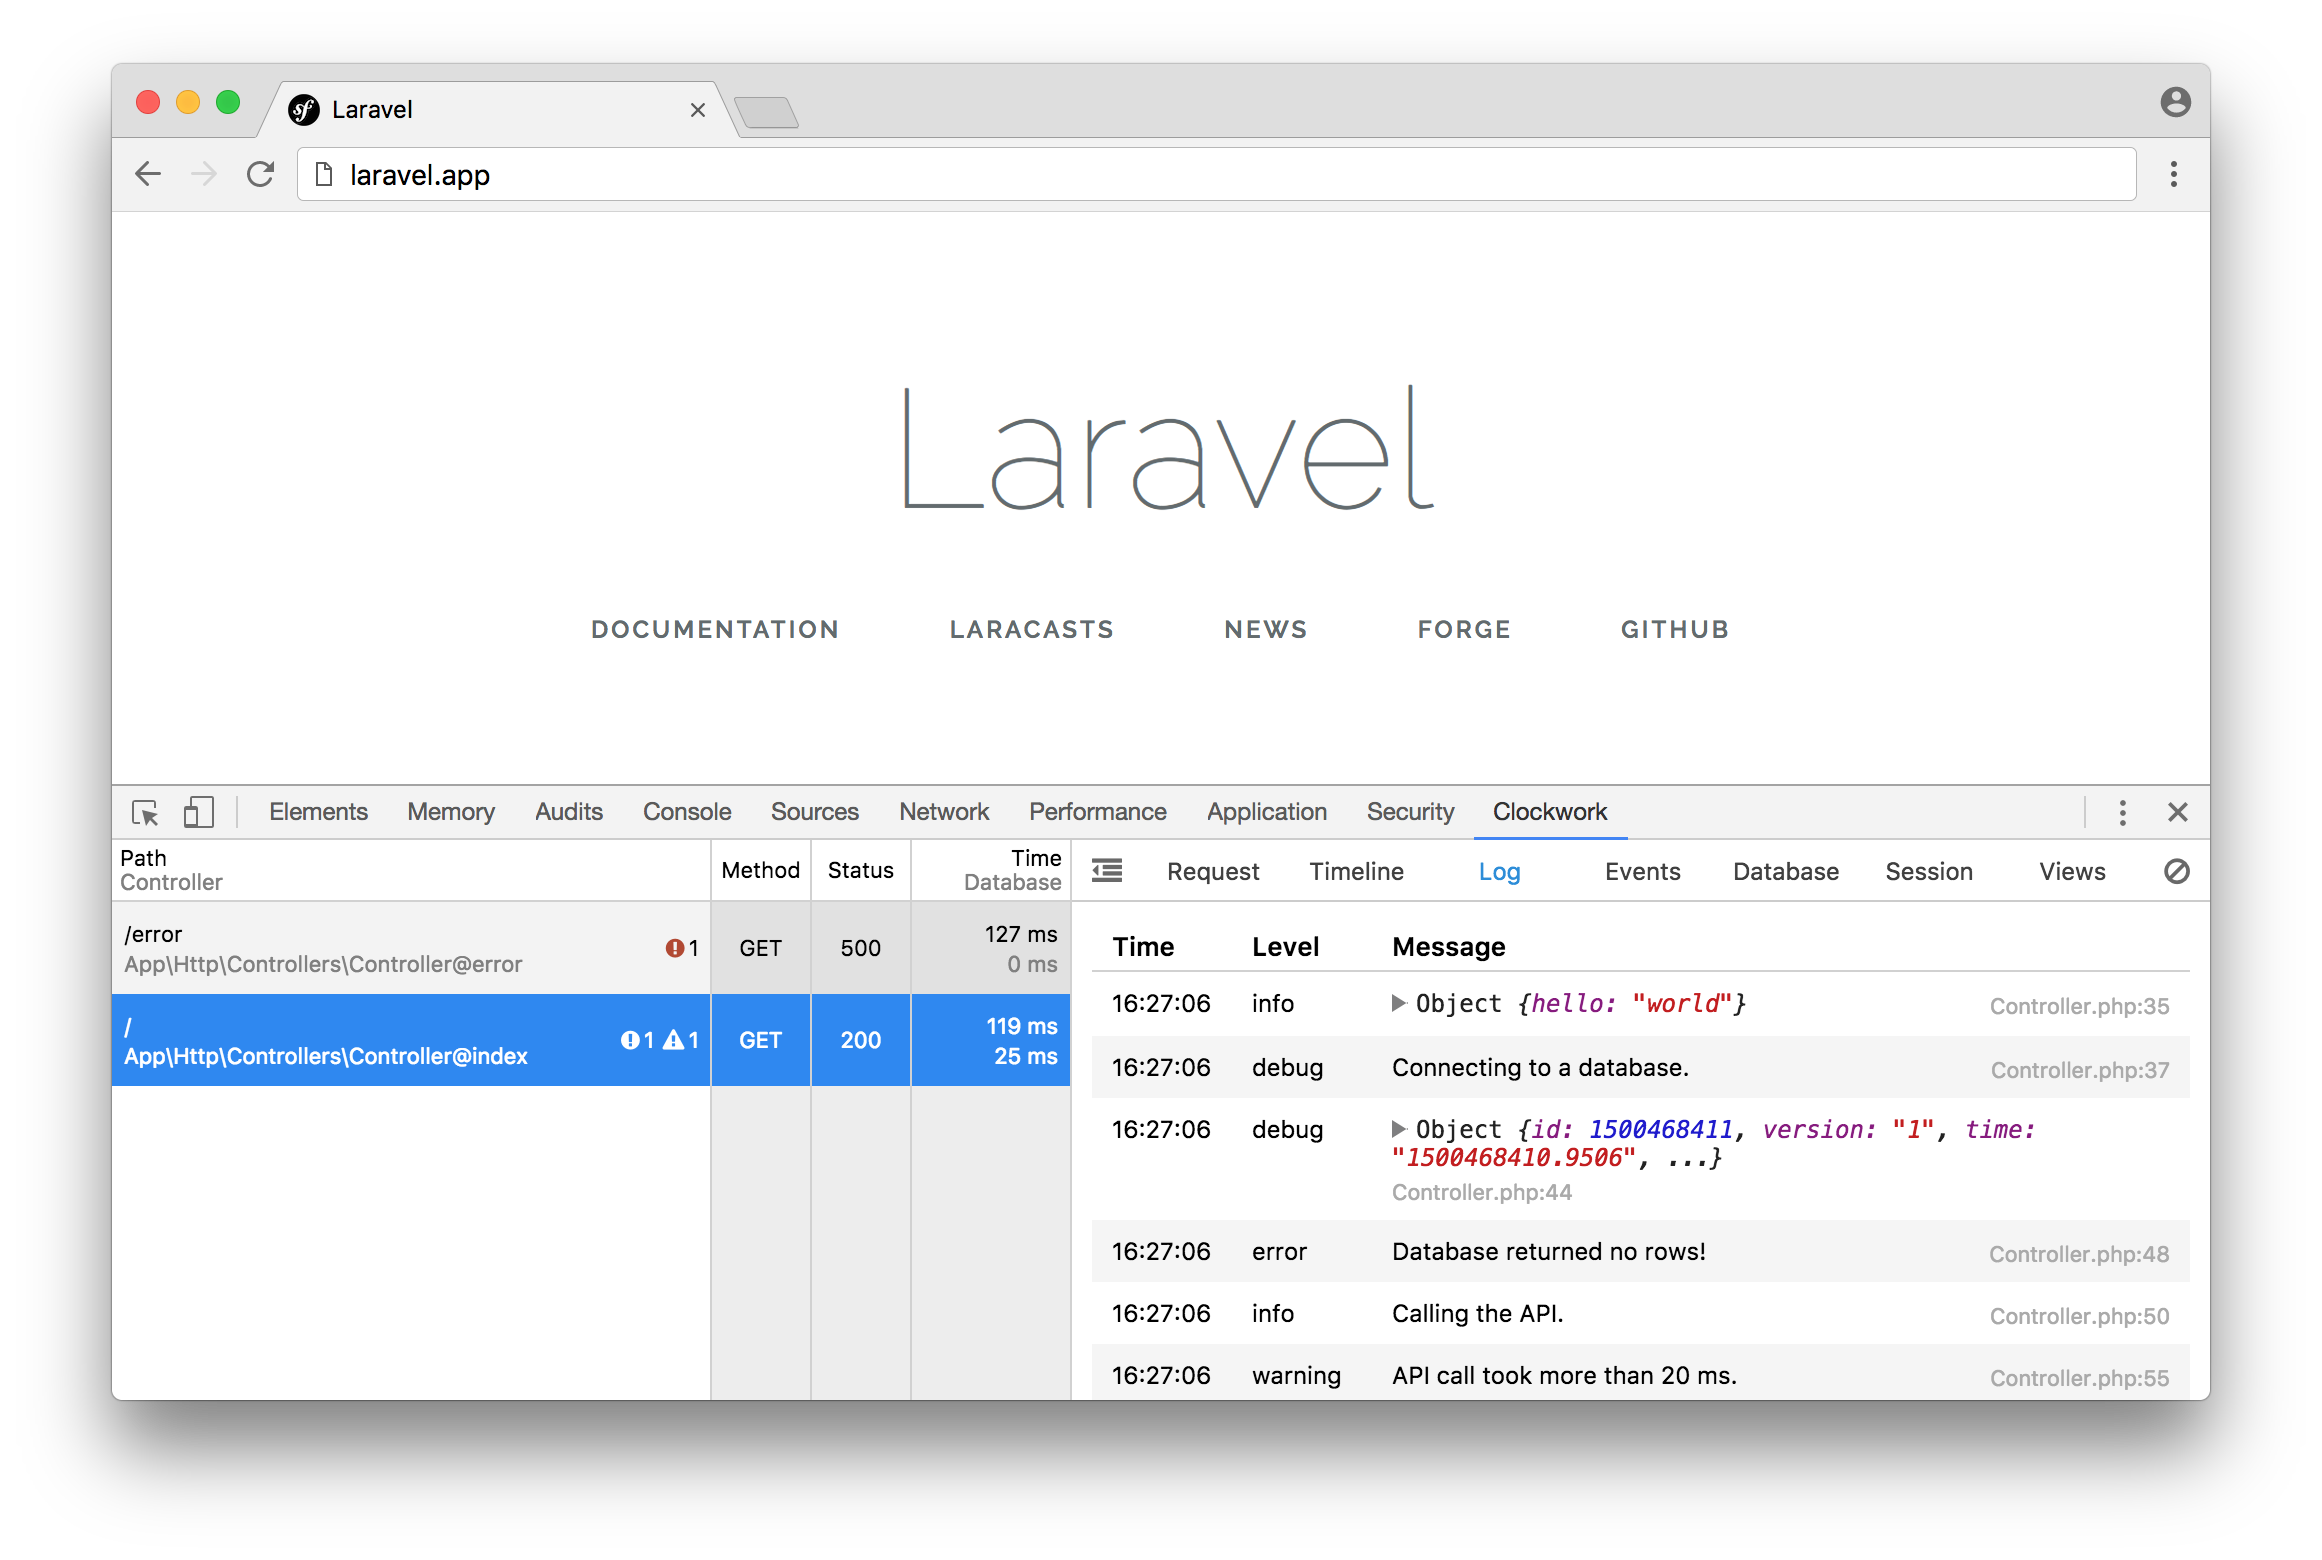 Laravel
laravel.app
Laravel
DOCUMENTATION LARACASTS NEWS FORGE GITHUB
Elements Memory Audits Console Sources Network Performance Application Security Clockwork
Path
Controller
Method
Status
Time
Database
Request Timeline Log Events Database Session Views
/error
App\Http\Controllers\Controller@error
1
GET
500
127 ms
0 ms
/
App\Http\Controllers\Controller@index
1 1
GET
200
119 ms
25 ms
Time Level Message
16:27:06 info Object {hello: "world"} Controller.php:35
16:27:06 debug Connecting to a database. Controller.php:37
16:27:06 debug Object {id: 1500468411, version: "1", time:
"1500468410.9506", ...}
Controller.php:44
16:27:06 error Database returned no rows! Controller.php:48
16:27:06 info Calling the API. Controller.php:50
16:27:06 warning API call took more than 20 ms. Controller.php:55